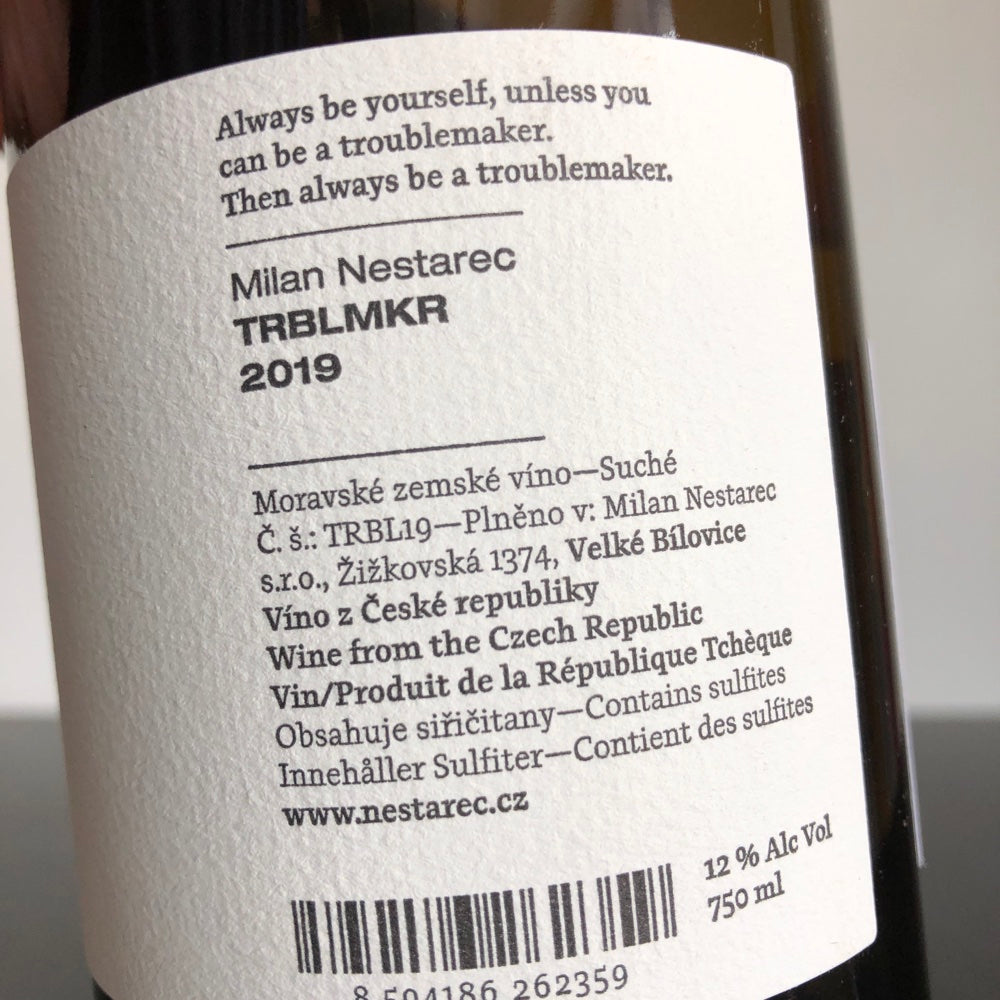 Always be yourself, unless you
can be a troublemaker.
Then always be a troublemaker.
Milan Nestarec
TRBLMKR
2019
Moravské zemské víno—Suché
Č. š.: TRBL19—Plněno v: Milan Nestarec
s.r.o., Žižkovská 1374, Velké Bílovice
Víno z České republiky
Wine from the Czech Republic
Vin/Produit de la République Tchèque
Obsahuje siřičitany—Contains sulfites
Innehåller Sulfiter—Contient des sulfites
www.nestarec.cz
12 % Alc Vol
750 ml
8 594186 262359